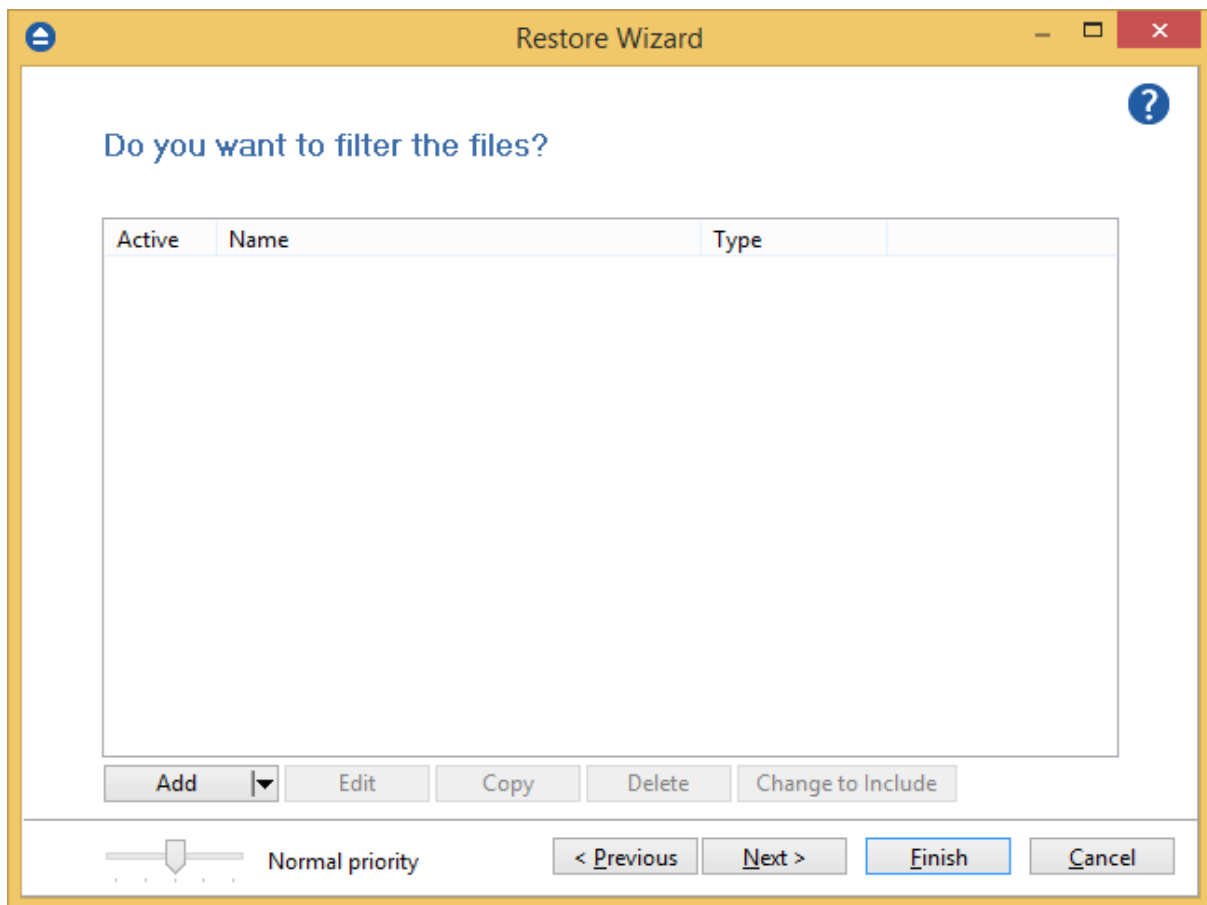 Restore Wizard
?
Do you want to filter the files?
Active Name Type
Add Edit Copy Delete Change to Include
Normal priority < Previous Next > Finish Cancel